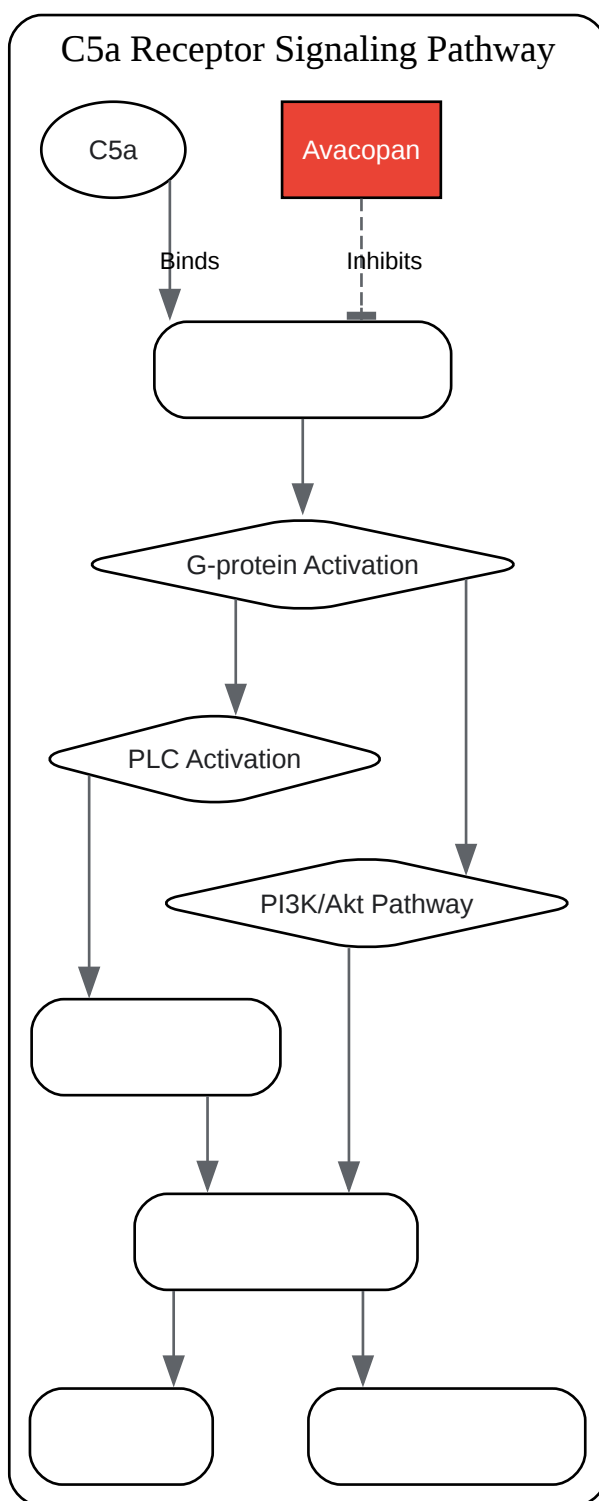 C5a Receptor Signaling Pathway
C5a
Avacopan
Binds
Inhibits
G-protein Activation
PLC Activation
PI3K/Akt Pathway